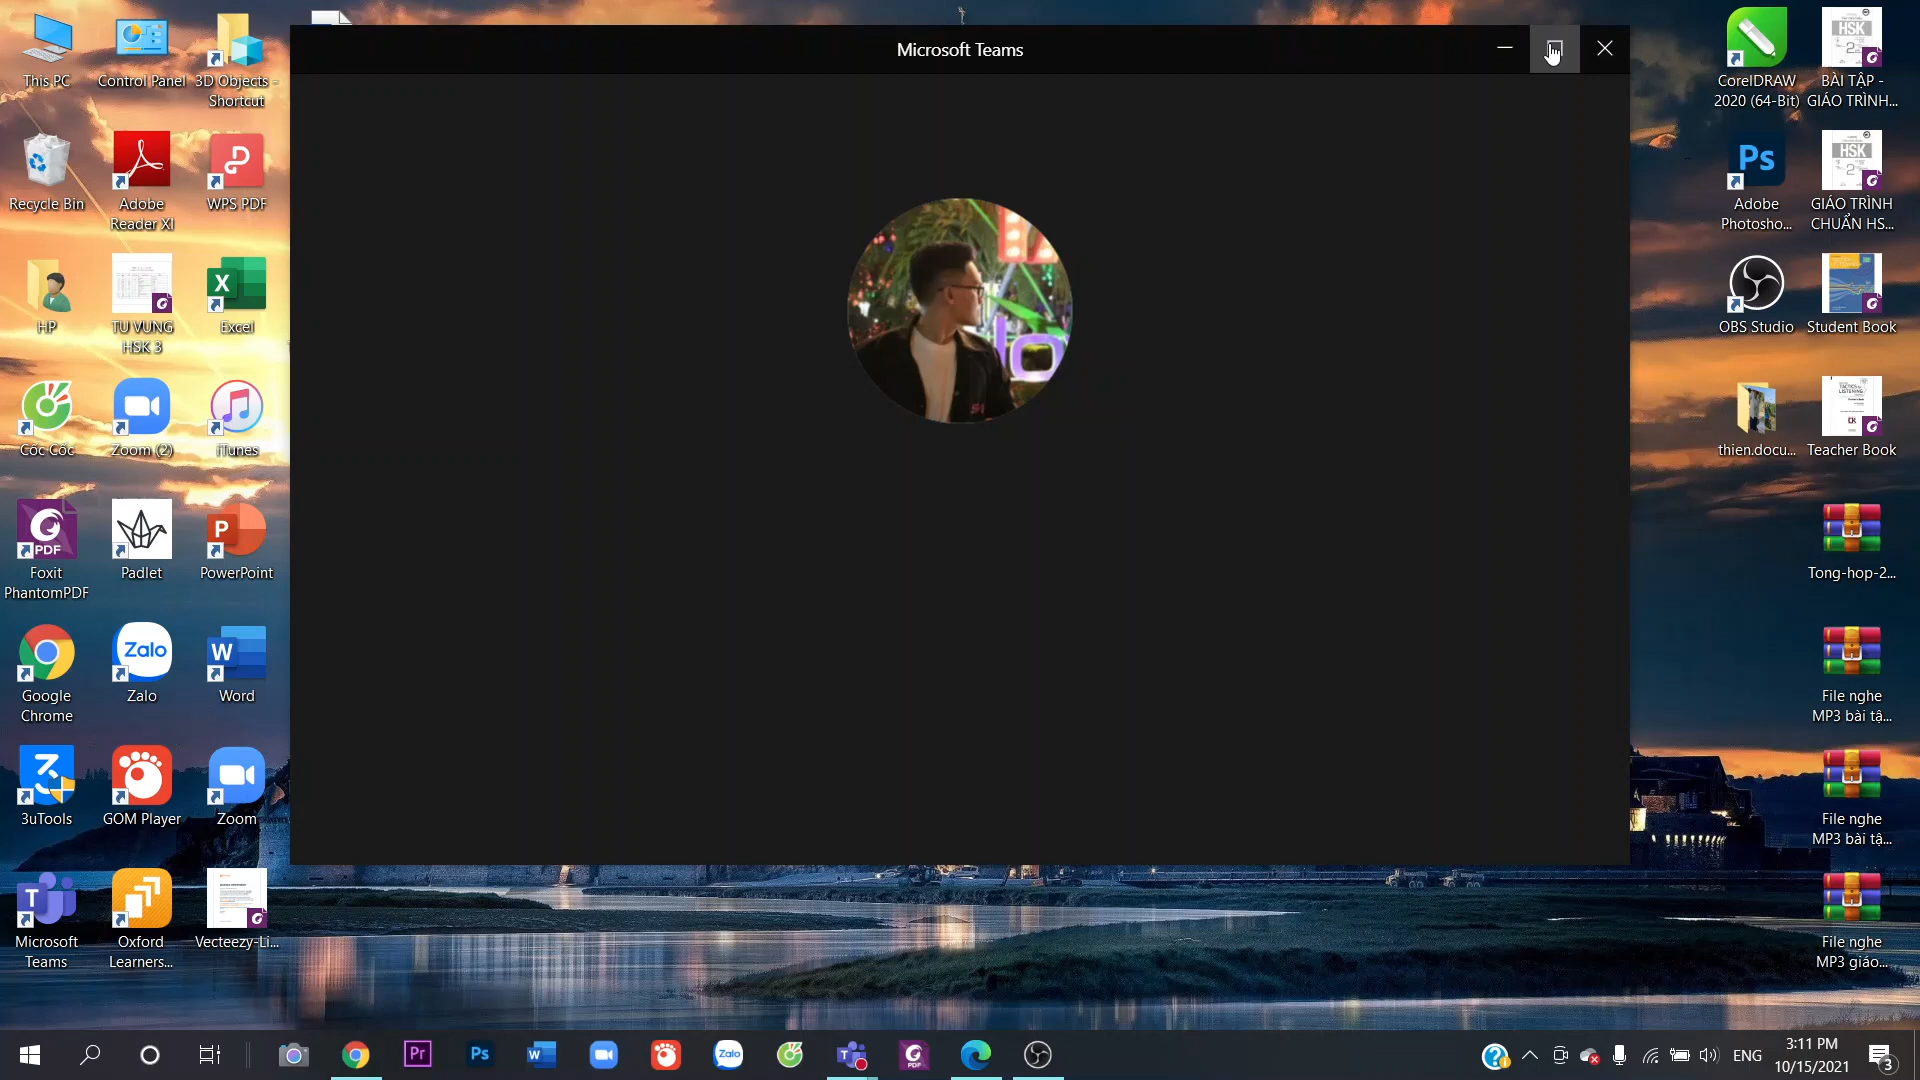 Microsoft Teams
This PC
Control Panel
3D Objects -
Shortcut
Recycle Bin
Adobe
Reader XI
WPS PDF
HP
TU VUNG
HSK 3
Excel
Cốc Cốc
Zoom (2)
iTunes
Foxit
PhantomPDF
Padlet
PowerPoint
Google
Chrome
Zalo
Word
3uTools
GOM Player
Zoom
Microsoft
Teams
Oxford
Learners...
Vecteezy-Li...
CorelDRAW
2020 (64-Bit)
BÀI TẬP -
GIÁO TRÌNH...
Adobe
Photosho...
GIÁO TRÌNH
CHUẨN HS...
OBS Studio
Student Book
thien.docu...
Teacher Book
Tong-hop-2...
File nghe
MP3 bài tậ...
File nghe
MP3 bài tậ...
File nghe
MP3 giáo...
ENG
3:11 PM
10/15/2021
3